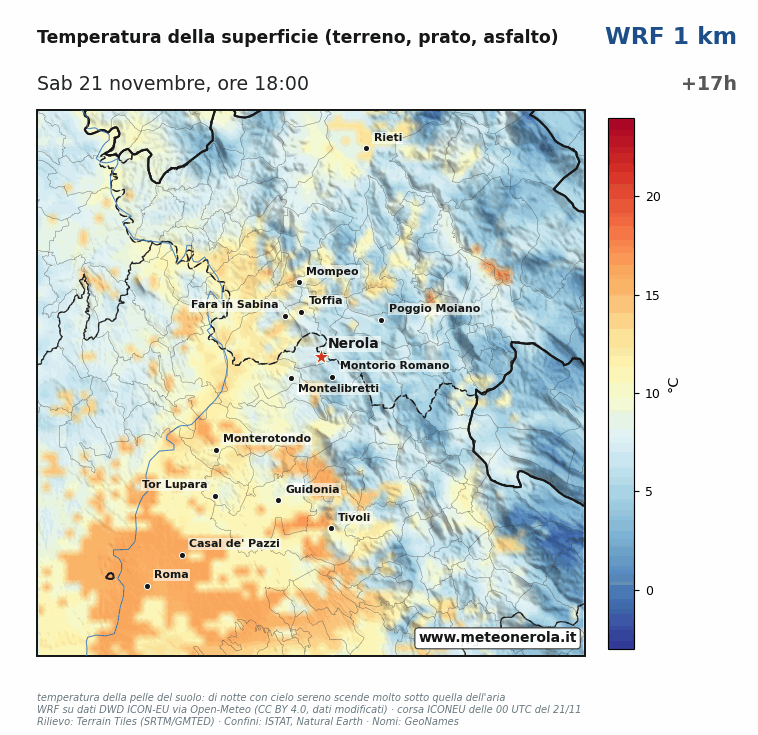 Temperatura della superficie (terreno, prato, asfalto)
WRF 1 km
Sab 21 novembre, ore 18:00
+17h
Rieti
Mompeo
Fara in Sabina
Toffia
Poggio Moiano
Nerola
Montorio Romano
Montelibretti
Monterotondo
Tor Lupara
Guidonia
Tivoli
Casal de' Pazzi
Roma
www.meteonerola.it
20
15
10
5
0
°C
temperatura della pelle del suolo: di notte con cielo sereno scende molto sotto quella dell'aria
WRF su dati DWD ICON-EU via Open-Meteo (CC BY 4.0, dati modificati) · corsa ICONEU delle 00 UTC del 21/11
Rilievo: Terrain Tiles (SRTM/GMTED) · Confini: ISTAT, Natural Earth · Nomi: GeoNames